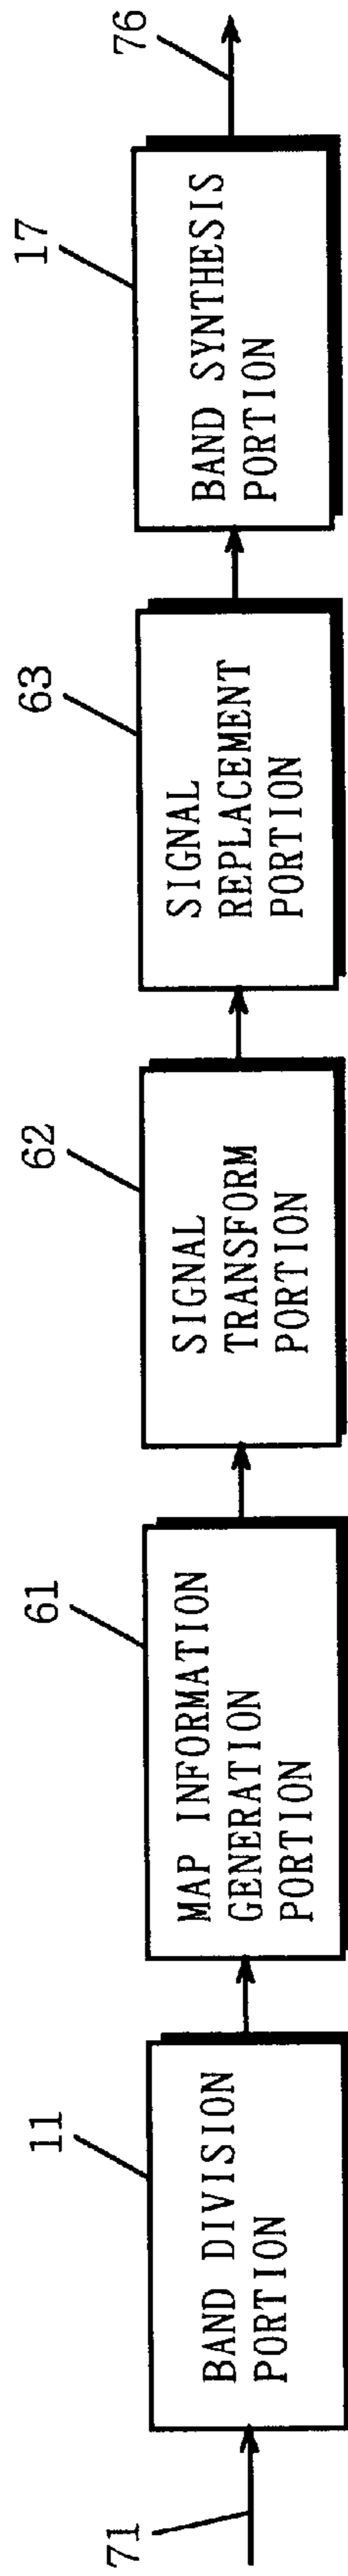 71
11
BAND DIVISION
PORTION
61
MAP INFORMATION
GENERATION
PORTION
62
SIGNAL
TRANSFORM
PORTION
63
SIGNAL
REPLACEMENT
PORTION
17
BAND SYNTHESIS
PORTION
76